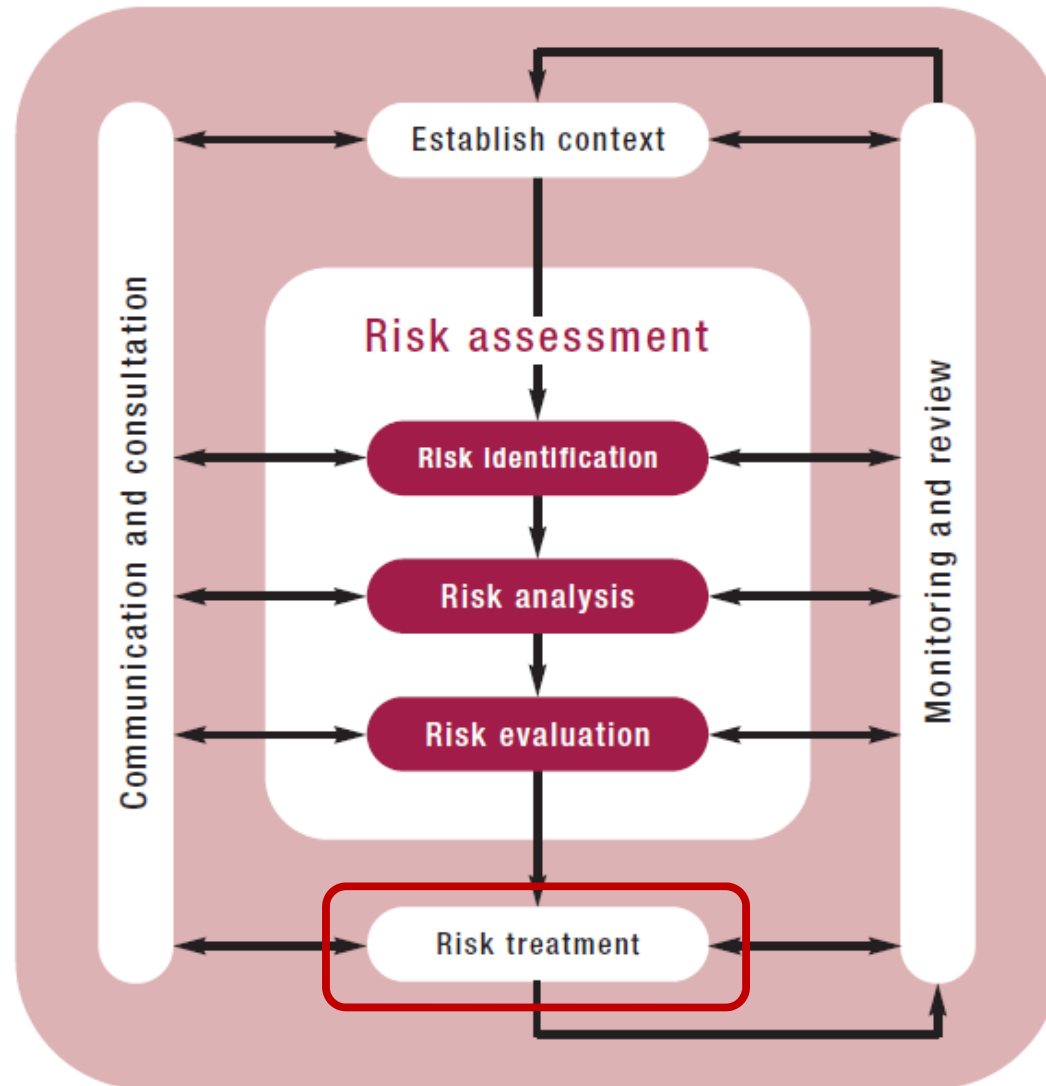 Establish context
Communication and consultation
Monitoring and review
Risk assessment
Risk identification
Risk analysis
Risk evaluation
Risk treatment